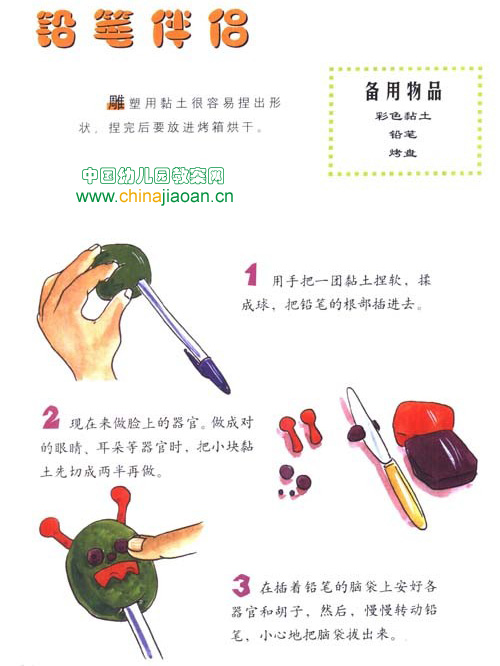 铅笔伴侣
雕塑用黏土很容易捏出形
状，捏完后要放进烤箱烘干。
备用物品
彩色黏土
铅笔
烤盘
中国幼儿园教案网
www.chinajiaoan.cn
1 用手把一团黏土捏软，揉
成球，把铅笔的根部插进去。
2 现在来做脸上的器官。做成对
的眼睛、耳朵等器官时，把小块黏
土先切成两半再做。
3 在插着铅笔的脑袋上安好各
器官和胡子，然后，慢慢转动铅
笔，小心地把脑袋拔出来。